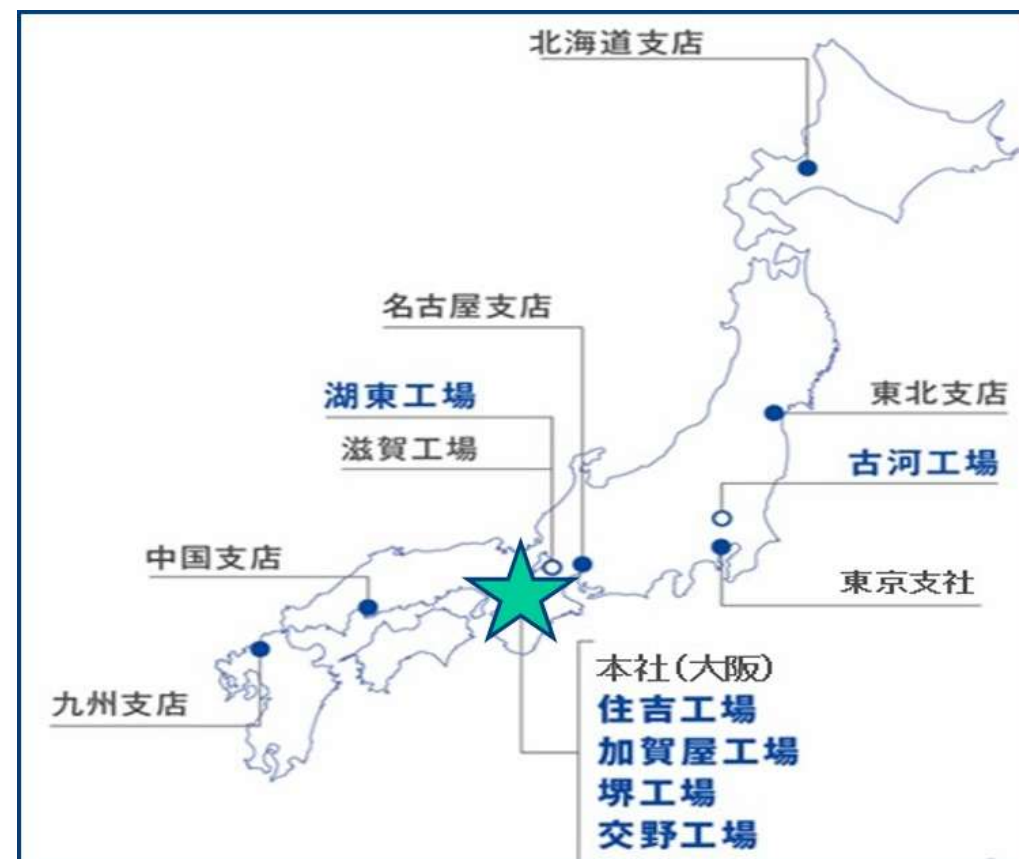 北海道支店
名古屋支店
湖東工場
滋賀工場
東北支店
古河工場
中国支店
東京支社
九州支店
本社(大阪)
住吉工場
加賀屋工場
堺工場
交野工場